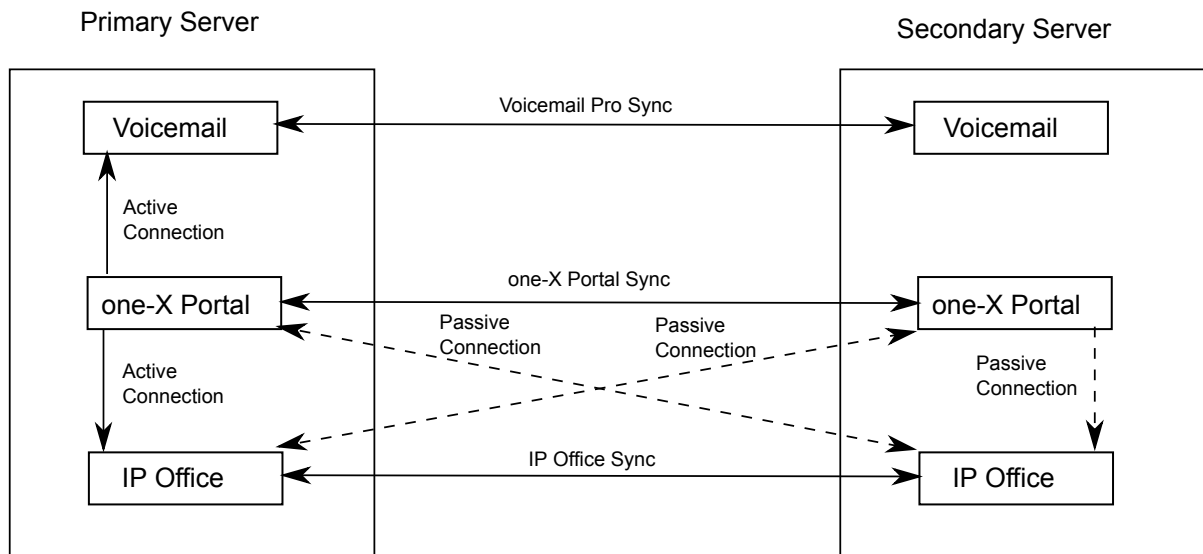 Primary Server
Secondary Server
Voicemail Pro Sync
Voicemail
Voicemail
Active
Connection
one-X Portal Sync
one-X Portal
one-X Portal
Passive
Connection
Passive
Connection
Active
Connection
Passive
Connection
IP Office Sync
IP Office
IP Office